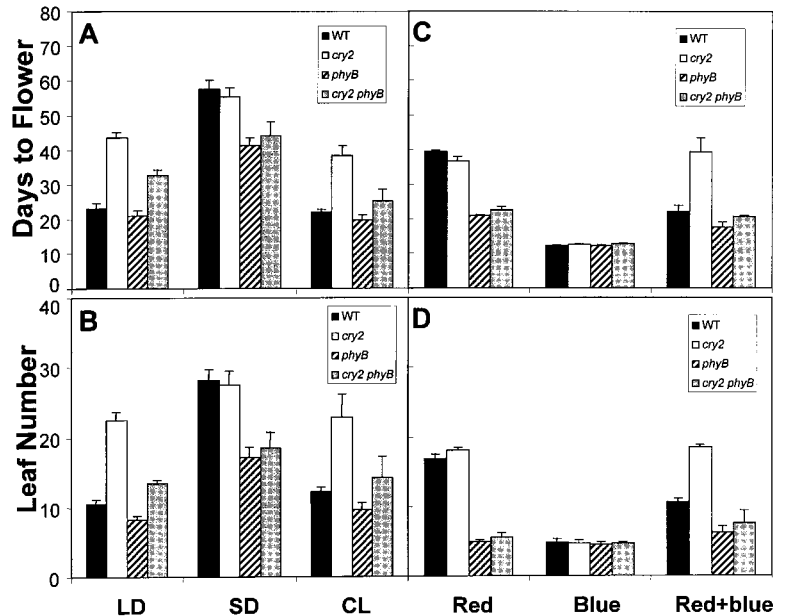 A
WT
cry2
phyB
cry2 phyB
C
WT
cry2
phyB
cry2 phyB
Days to Flower
80
70
60
50
40
30
20
10
0
B
WT
cry2
phyB
cry2 phyB
D
WT
cry2
phyB
cry2 phyB
Leaf Number
40
30
20
10
0
LD SD CL Red Blue Red+blue